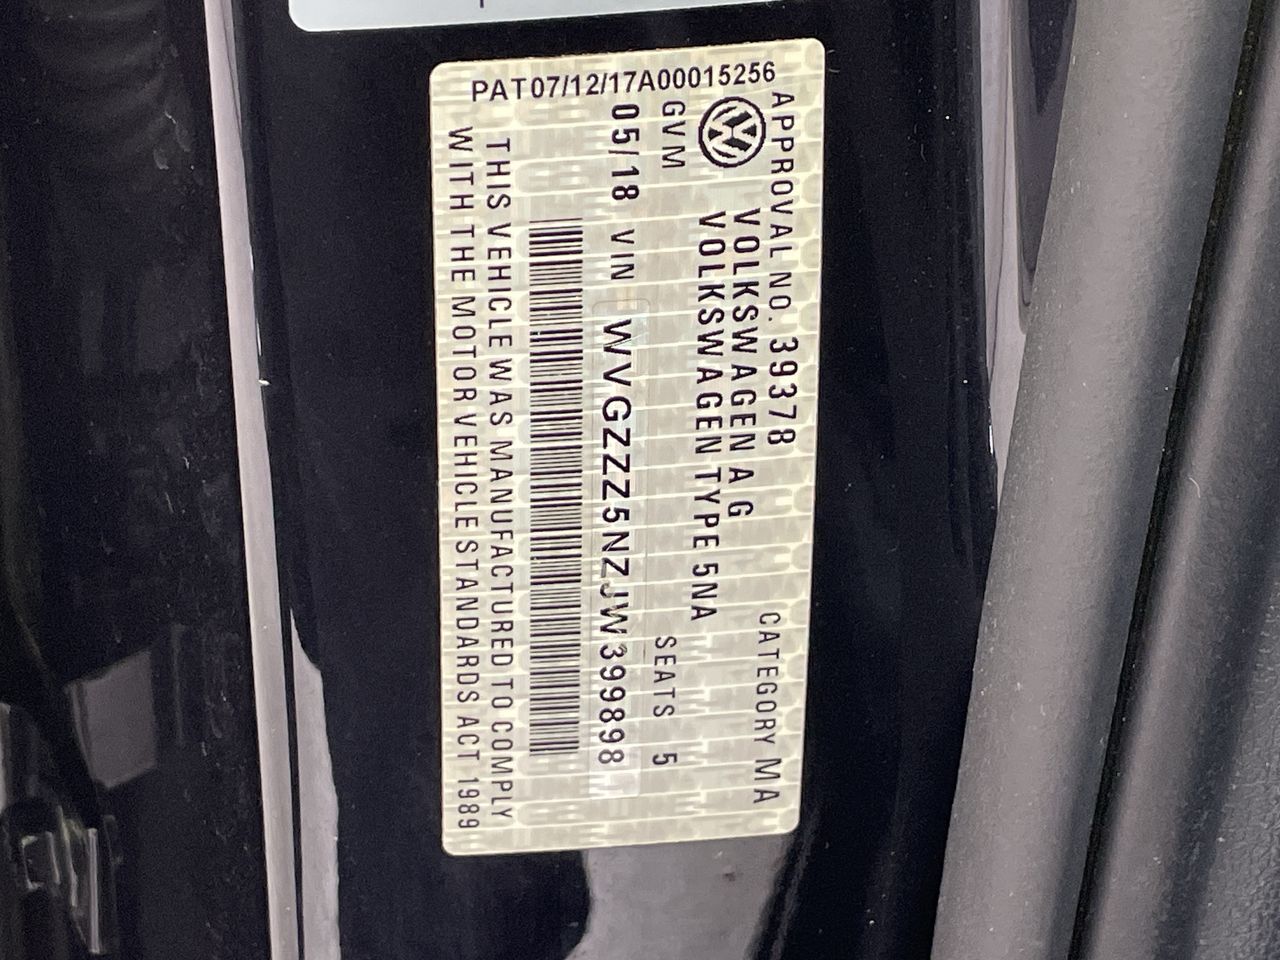 PAT07/12/17A00015256
APPROVAL NO. 39378 CATEGORY MA
VOLKSWAGEN AG
VOLKSWAGEN TYPE 5NA
GVM SEATS 5
05/18 VIN WVGZZZ5NZJW399898
THIS VEHICLE WAS MANUFACTURED TO COMPLY
WITH THE MOTOR VEHICLE STANDARDS ACT 1989